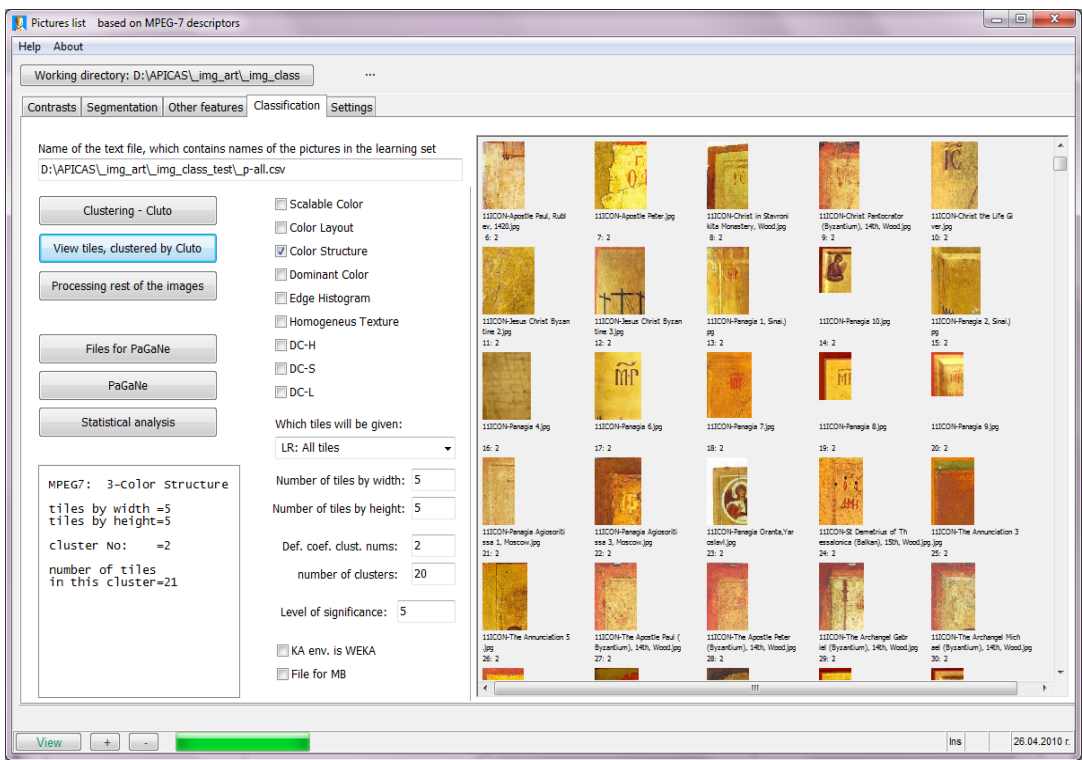 Pictures list based on MPEG-7 descriptors
Help About
Working directory: D:\APICAS\_img_art\_img_class ...
Contrasts Segmentation Other features Classification Settings
Name of the text file, which contains names of the pictures in the learning set
D:\APICAS\_img_art\_img_class_test\_p-all.csv
Clustering - Cluto
View tiles, clustered by Cluto
Processing rest of the images
Files for PaGaNe
PaGaNe
Statistical analysis
MPEG7: 3-Color Structure
tiles by width =5
tiles by height=5
cluster No: =2
number of tiles
in this cluster=21
Scalable Color
Color Layout
Color Structure
Dominant Color
Edge Histogram
Homogeneus Texture
DC-H
DC-S
DC-L
Which tiles will be given:
LR: All tiles
Number of tiles by width: 5
Number of tiles by height: 5
Def. coef. clust. nums: 2
number of clusters: 20
Level of significance: 5
KA env. is WEKA
File for MB
11ICON-Apostle Paul, Rubl
ev, 1420.jpg
6: 2
11ICON-Apostle Peter.jpg
7: 2
11ICON-Christ in Stavroni
kita Monastery, Wood.jpg
8: 2
11ICON-Christ Pantocrator
(Byzantium), 14th, Wood.jpg
9: 2
11ICON-Christ the Life Gi
ver.jpg
10: 2
11ICON-Jesus Christ Byzan
tine 2.jpg
11: 2
11ICON-Jesus Christ Byzan
tine 3.jpg
12: 2
11ICON-Panagia 1, Sinai.j
pg
13: 2
11ICON-Panagia 10.jpg
14: 2
11ICON-Panagia 2, Sinai.j
pg
15: 2
11ICON-Panagia 4.jpg
16: 2
11ICON-Panagia 6.jpg
17: 2
11ICON-Panagia 7.jpg
18: 2
11ICON-Panagia 8.jpg
19: 2
11ICON-Panagia 9.jpg
20: 2
11ICON-Panagia Agiosoriti
ssa 1, Moscow.jpg
21: 2
11ICON-Panagia Agiosoriti
ssa 3, Moscow.jpg
22: 2
11ICON-Panagia Oranta,Yar
oslavl.jpg
23: 2
11ICON-St Demetrius of Th
essalonica (Balkan), 15th, Wood.jpg
24: 2
11ICON-The Annunciation 3
.jpg
25: 2
11ICON-The Annunciation 5
.jpg
26: 2
11ICON-The Apostle Paul (
Byzantium), 14th, Wood.jpg
27: 2
11ICON-The Apostle Peter
(Byzantium), 14th, Wood.jpg
28: 2
11ICON-The Archangel Gabr
iel (Byzantium), 14th, Wood.jpg
29: 2
11ICON-The Archangel Mich
ael (Byzantium), 14th, Wood.jpg
30: 2
View + -
Ins
26.04.2010 г.